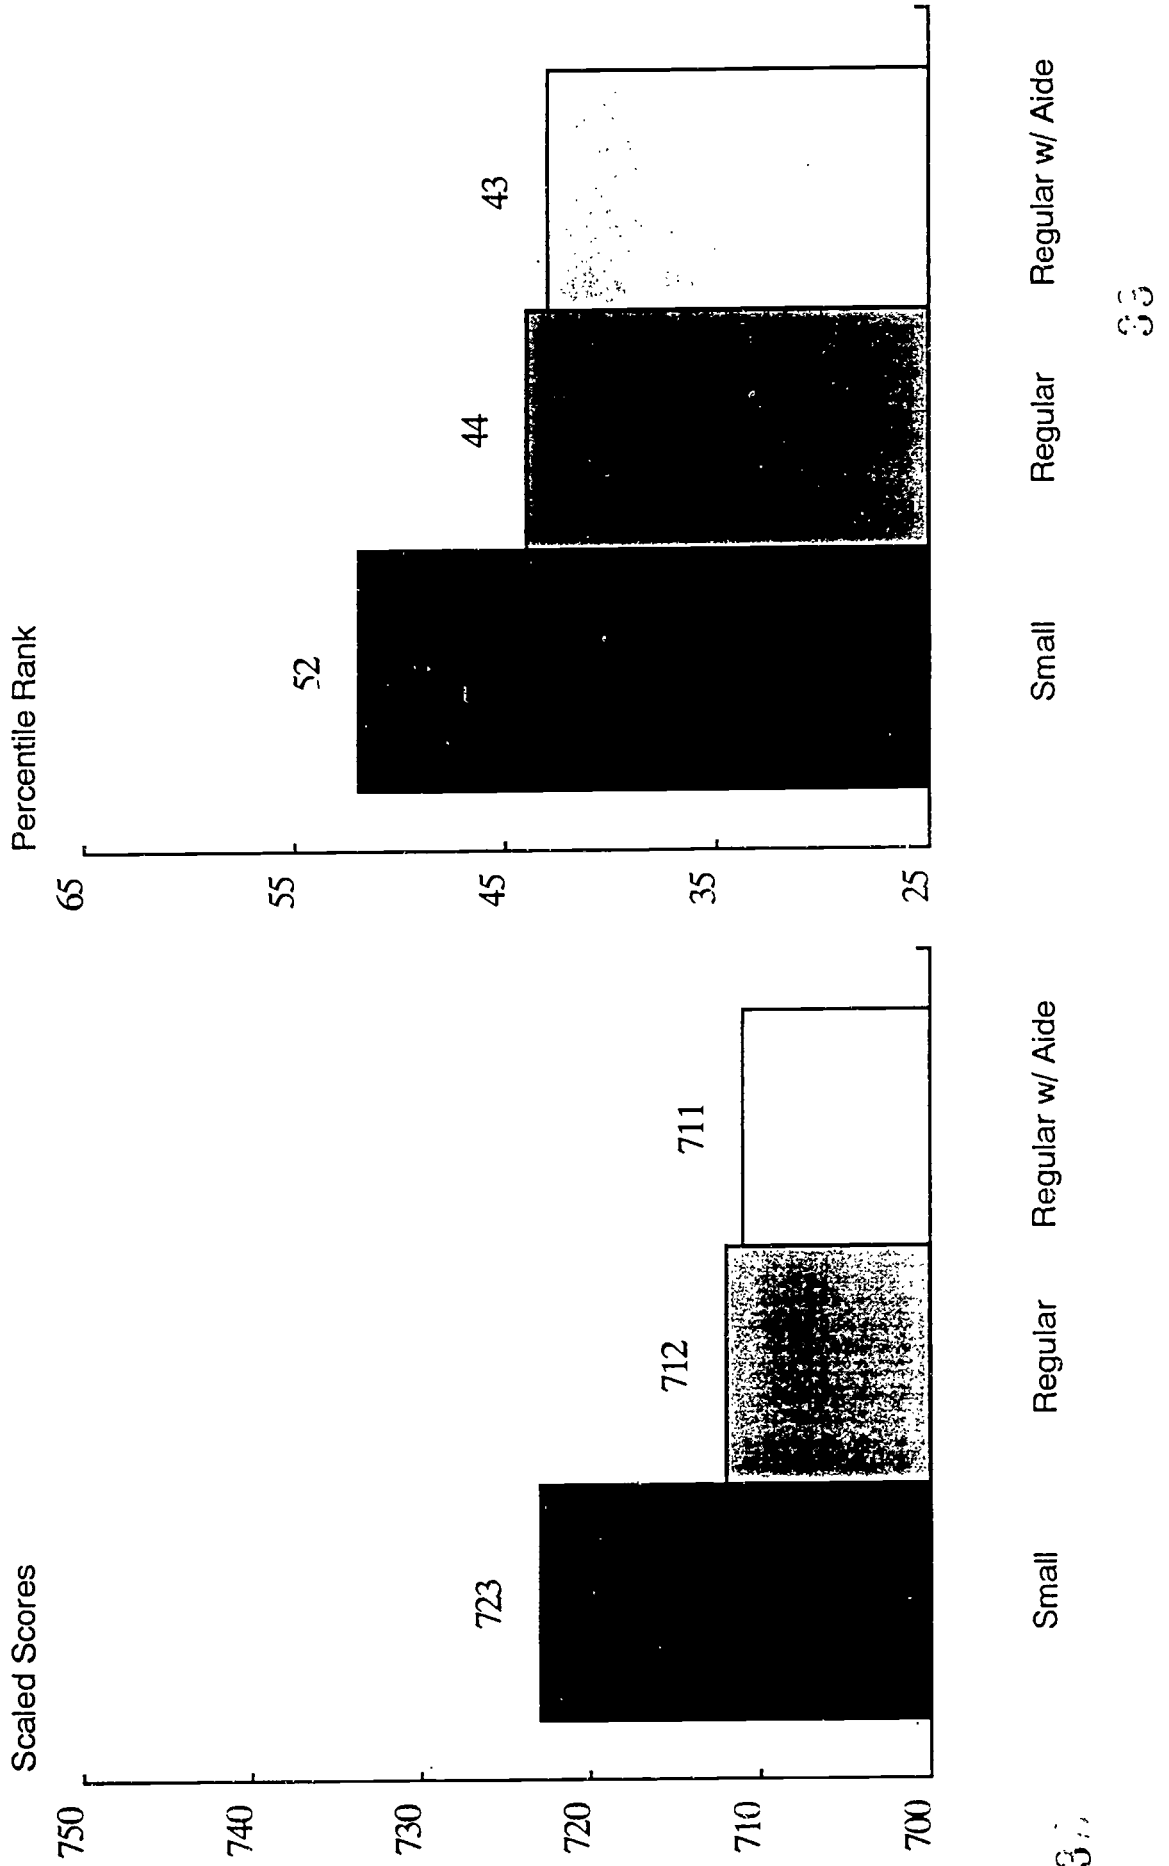 Scaled Scores
750
740
730
720
710
700
723
712
711
Small
Regular
Regular w/ Aide
Percentile Rank
65
55
45
35
25
52
44
43
Small
Regular
Regular w/ Aide